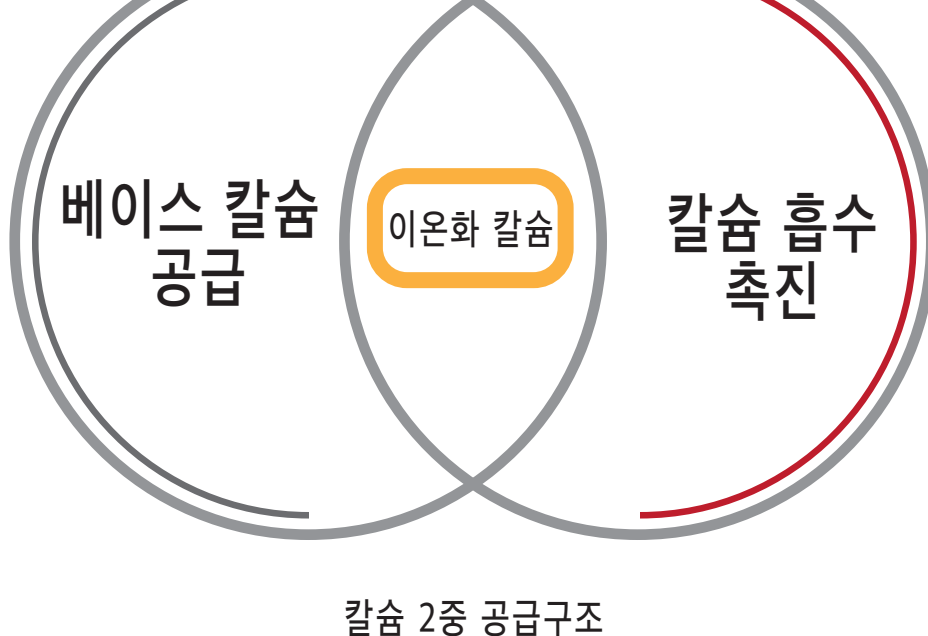 베이스 칼슘
공급
이온화 칼슘
칼슘 흡수
촉진
칼슘 2중 공급구조